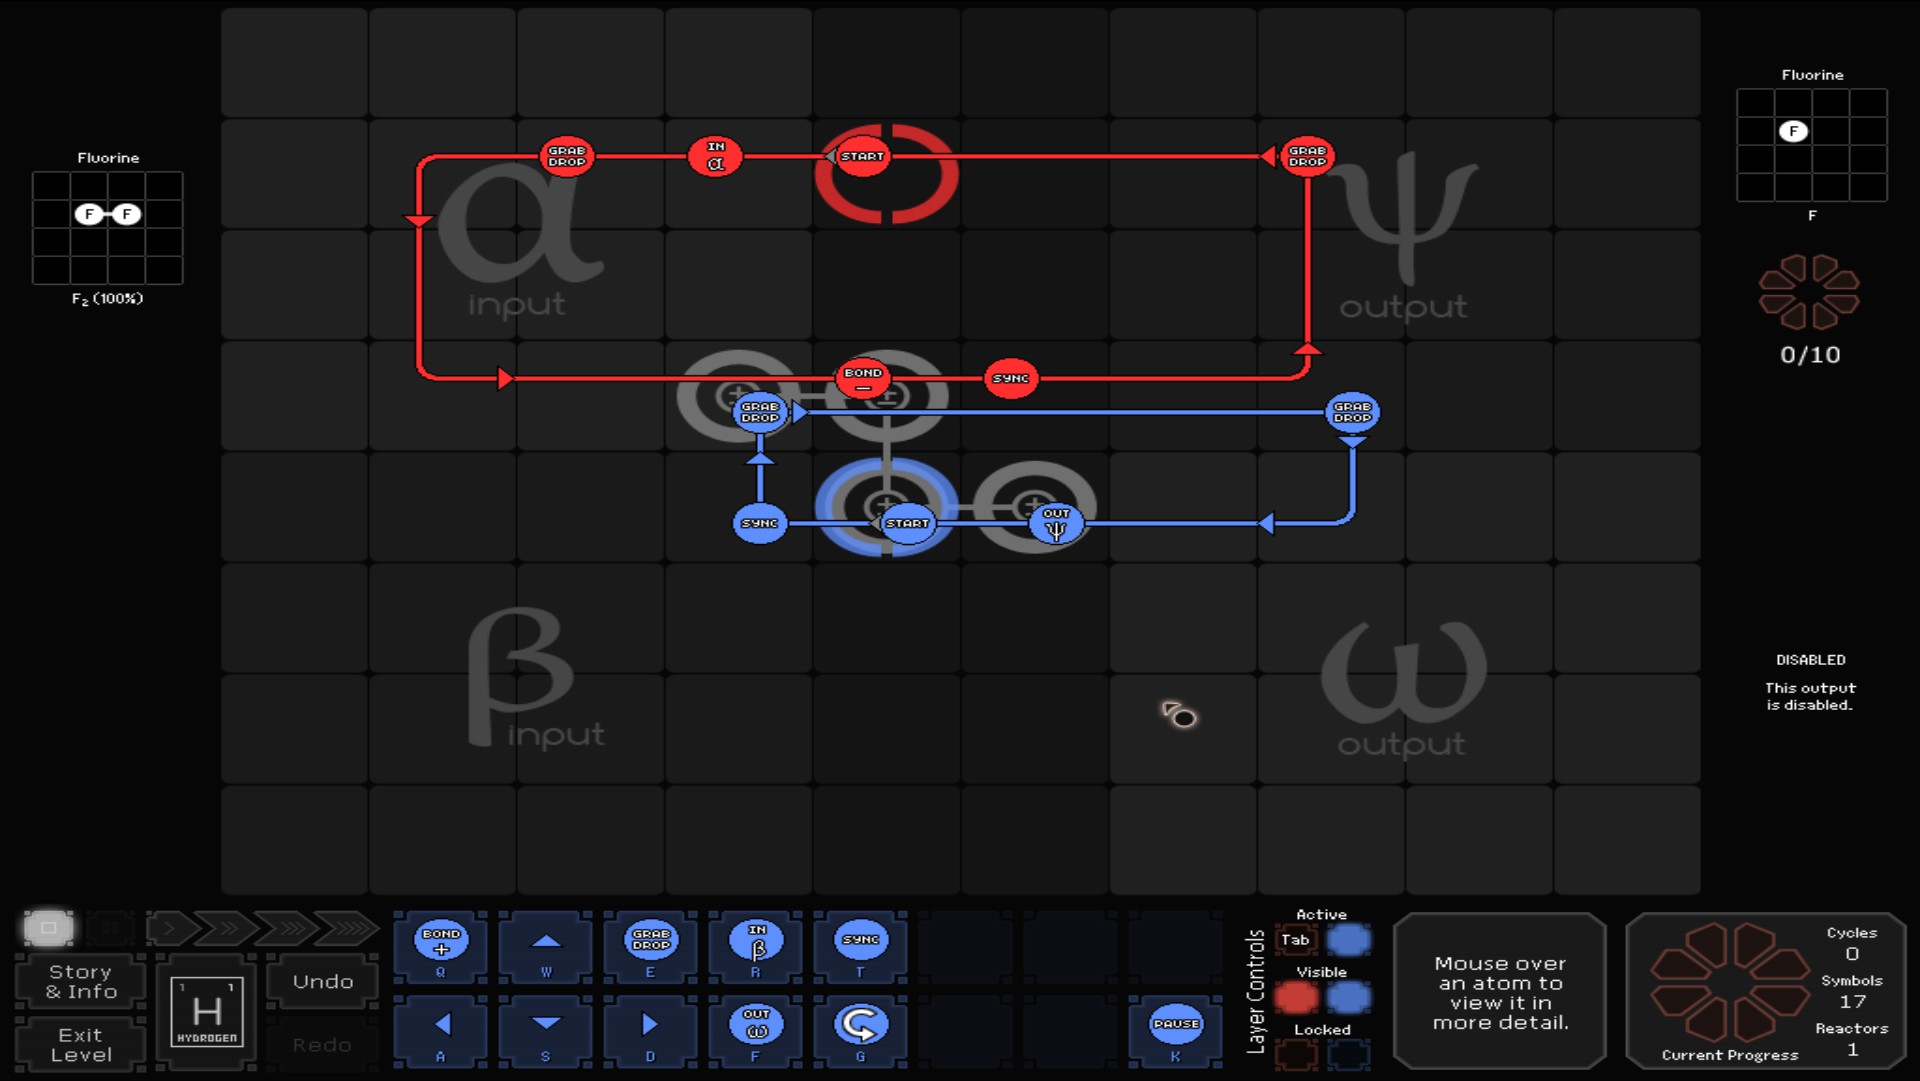 Fluorine
F F
F₂ (100%)
GRAB
DROP
IN
α
START
GRAB
DROP
α
input
ψ
output
BOND
−
SYNC
GRAB
DROP
GRAB
DROP
SYNC
START
OUT
ψ
β
input
ω
output
Fluorine
F
F
0/10
DISABLED
This output
is disabled.
Story
& Info
Exit
Level
1 1
H
HYDROGEN
Undo
Redo
BOND
+
Q
W
GRAB
DROP
E
IN
β
R
SYNC
T
A
S
D
OUT
ω
F
G
PAUSE
K
Layer Controls
Active
Tab
Visible
Locked
Mouse over
an atom to
view it in
more detail.
Cycles
0
Symbols
17
Reactors
1
Current Progress